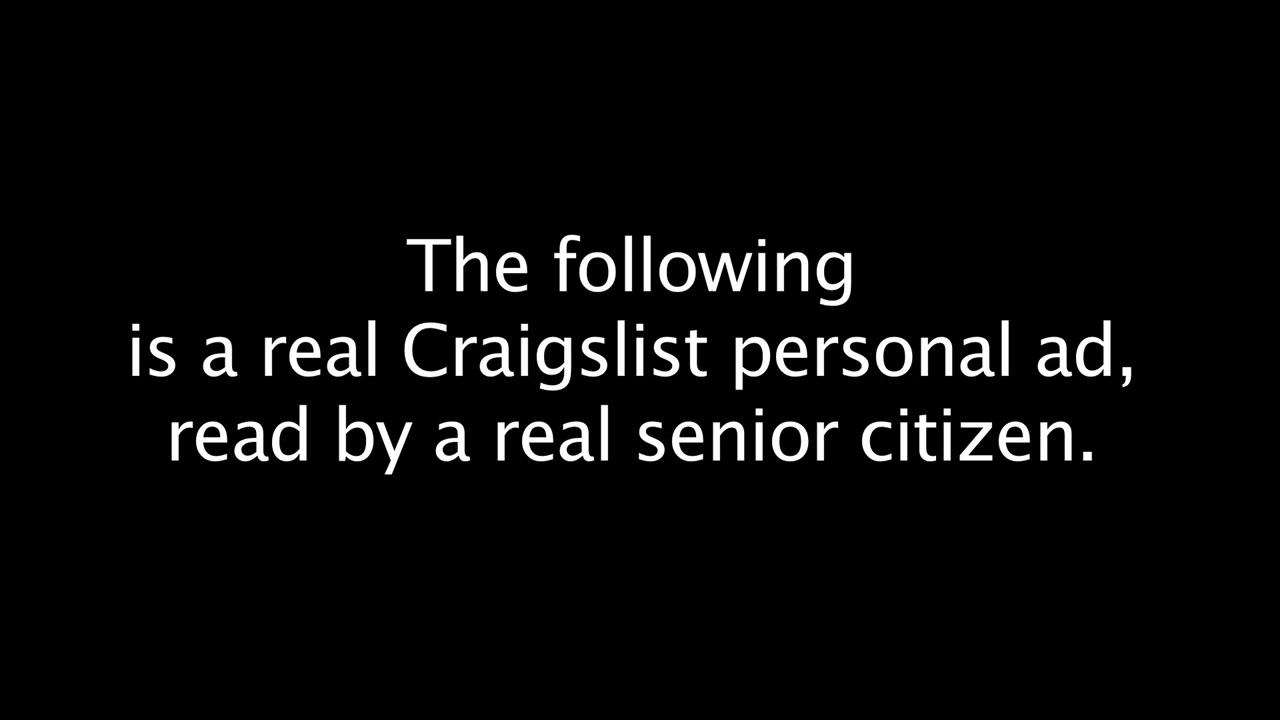 The following
is a real Craigslist personal ad,
read by a real senior citizen.